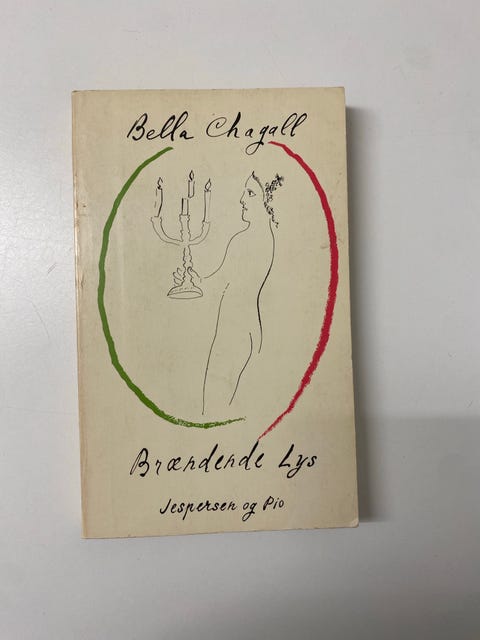 Bella Chagall
Brændende Lys
Jespersen og Pio